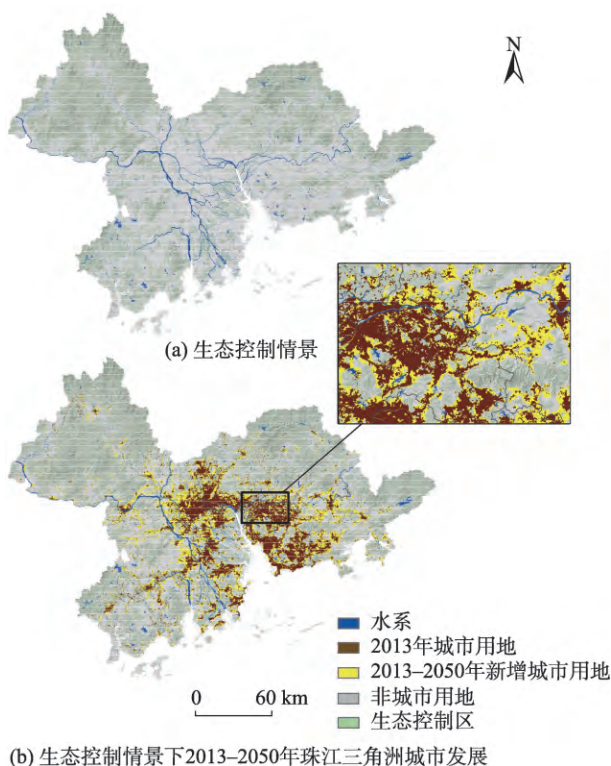 N
(a) 生态控制情景
水系
2013年城市用地
2013–2050年新增城市用地
非城市用地
生态控制区
0 60 km
(b) 生态控制情景下2013–2050年珠江三角洲城市发展